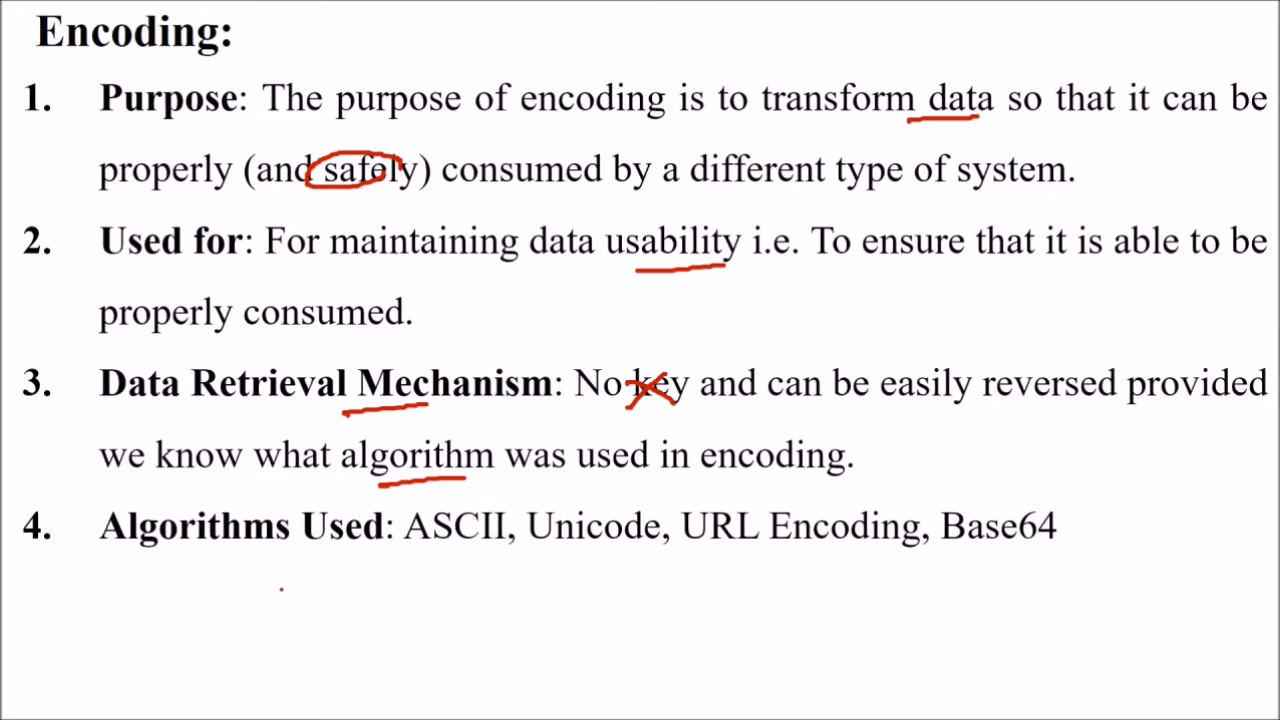 Encoding:
1. Purpose: The purpose of encoding is to transform data so that it can be
properly (and safely) consumed by a different type of system.
2. Used for: For maintaining data usability i.e. To ensure that it is able to be
properly consumed.
3. Data Retrieval Mechanism: No key and can be easily reversed provided
we know what algorithm was used in encoding.
4. Algorithms Used: ASCII, Unicode, URL Encoding, Base64